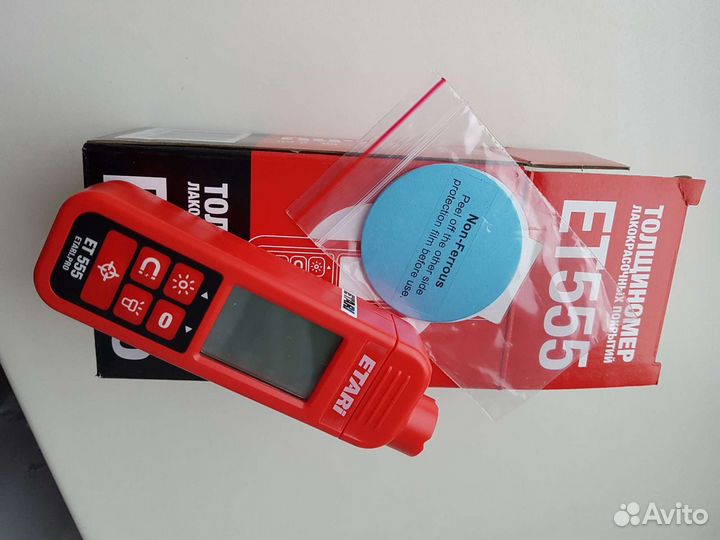 ТОЛЩИНОМЕР
ЛАКОКРАСОЧНЫХ ПОКРЫТИЙ
ET555
Non-Ferrous
Peel off the other side
protection film before use.
ET 555
ETARI.PRO
ETARi
ТОЛ
ЛАКО
Avito